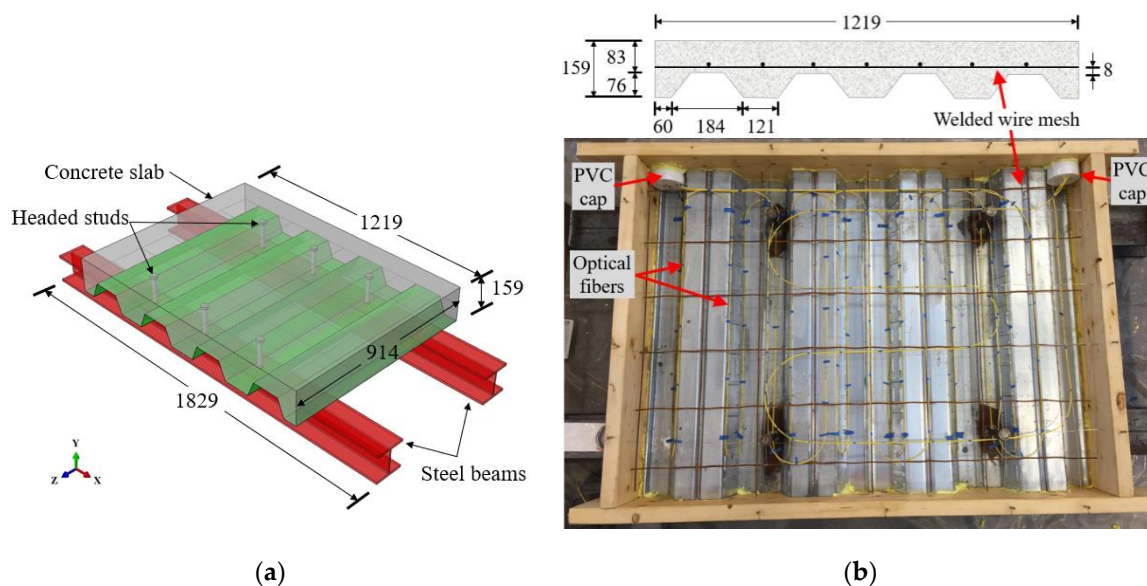 Concrete slab
Headed studs
1219
159
914
1829
Steel beams
Y
Z
X
(a)
1219
159
83
76
8
60
184
121
Welded wire mesh
PVC
cap
PVC
cap
Optical
fibers
(b)